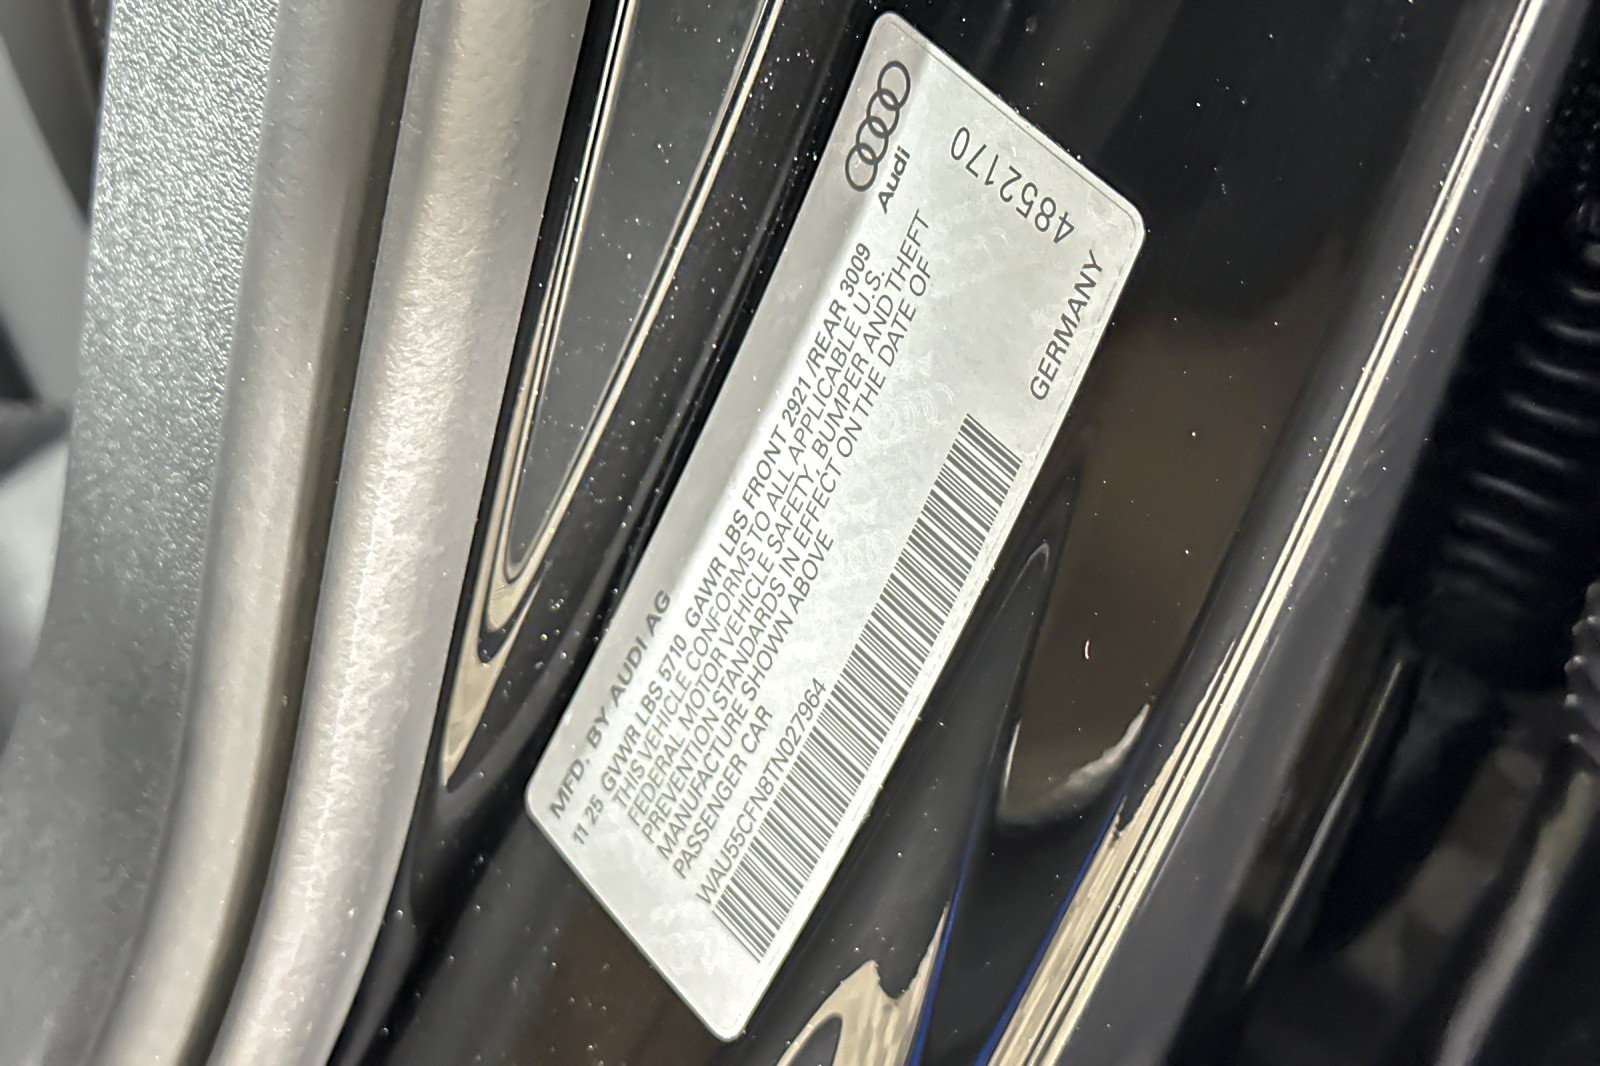 Audi
4852170
MFD. BY AUDI AG
11 25 GWWR LBS 5710 GAWR LBS FRONT 2921 /REAR 3009
THIS VEHICLE CONFORMS TO ALL APPLICABLE U.S.
FEDERAL MOTOR VEHICLE SAFETY, BUMPER AND THEFT
PREVENTION STANDARDS IN EFFECT ON THE DATE OF
MANUFACTURE SHOWN ABOVE
PASSENGER CAR
WAU55CFN8TN027964
GERMANY